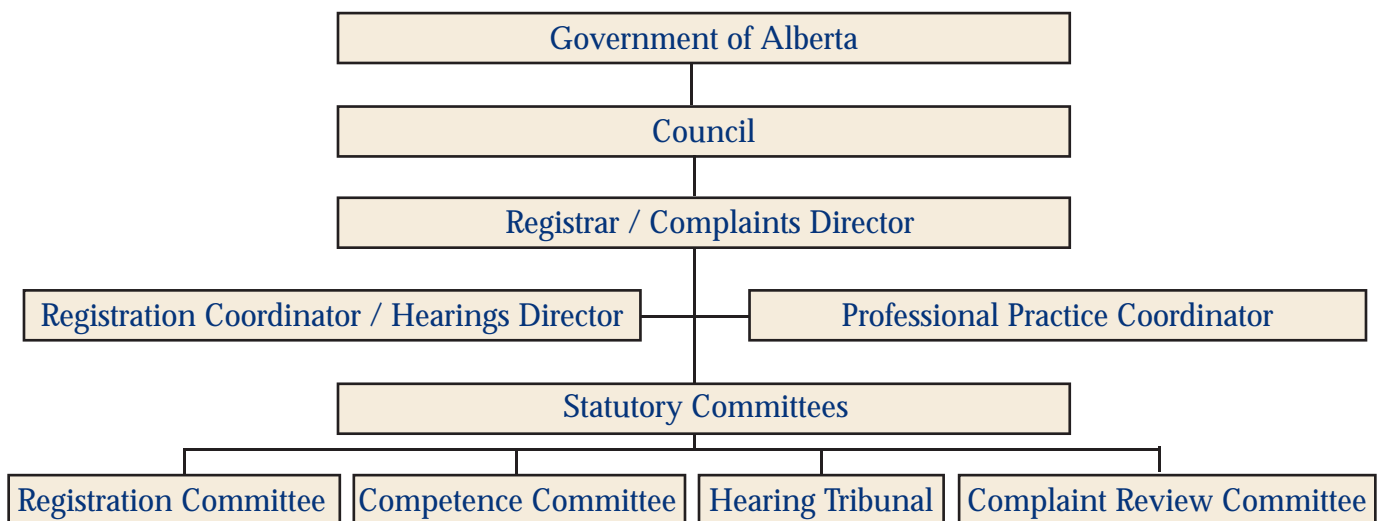 Government of Alberta
Council
Registrar / Complaints Director
Registration Coordinator / Hearings Director
Professional Practice Coordinator
Statutory Committees
Registration Committee
Competence Committee
Hearing Tribunal
Complaint Review Committee